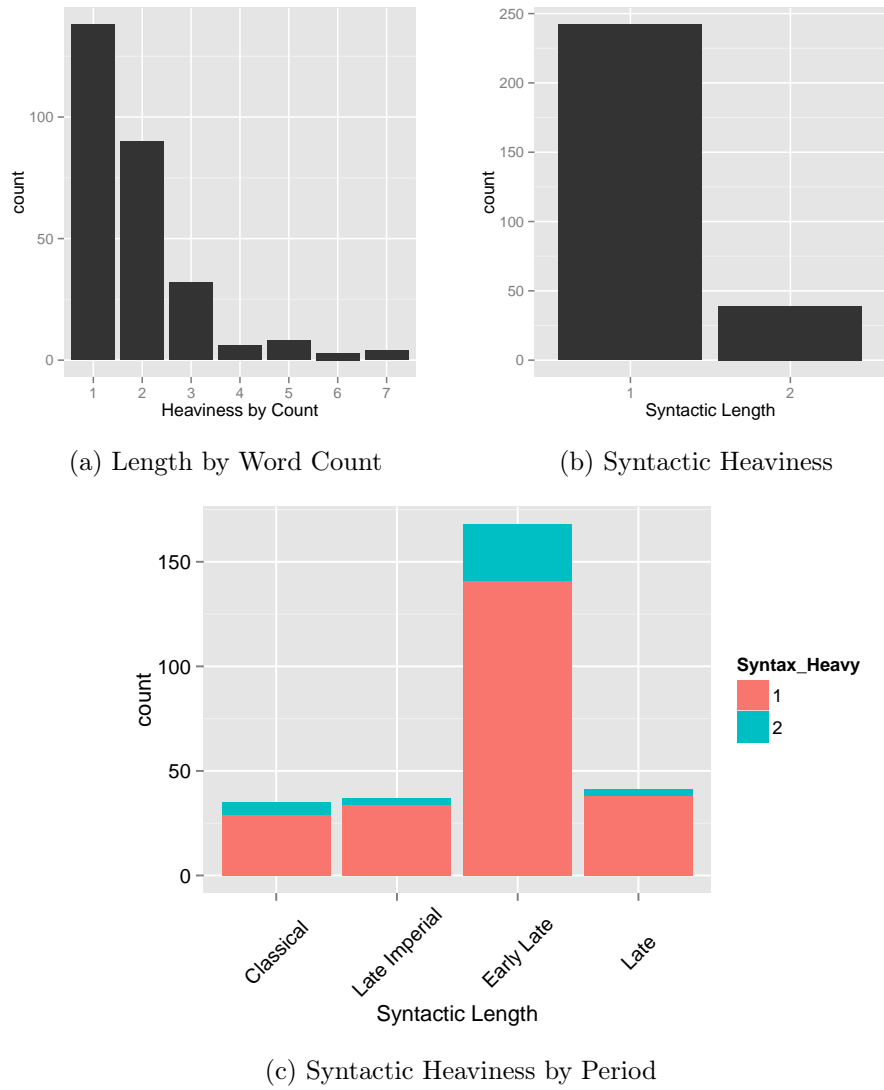 100
50
0
count
1 2 3 4 5 6 7
Heaviness by Count
(a) Length by Word Count
250
200
150
100
50
0
count
1 2
Syntactic Length
(b) Syntactic Heaviness
150
100
50
0
count
Classical
Late Imperial
Early Late
Late
Syntactic Length
Syntax_Heavy
1
2
(c) Syntactic Heaviness by Period